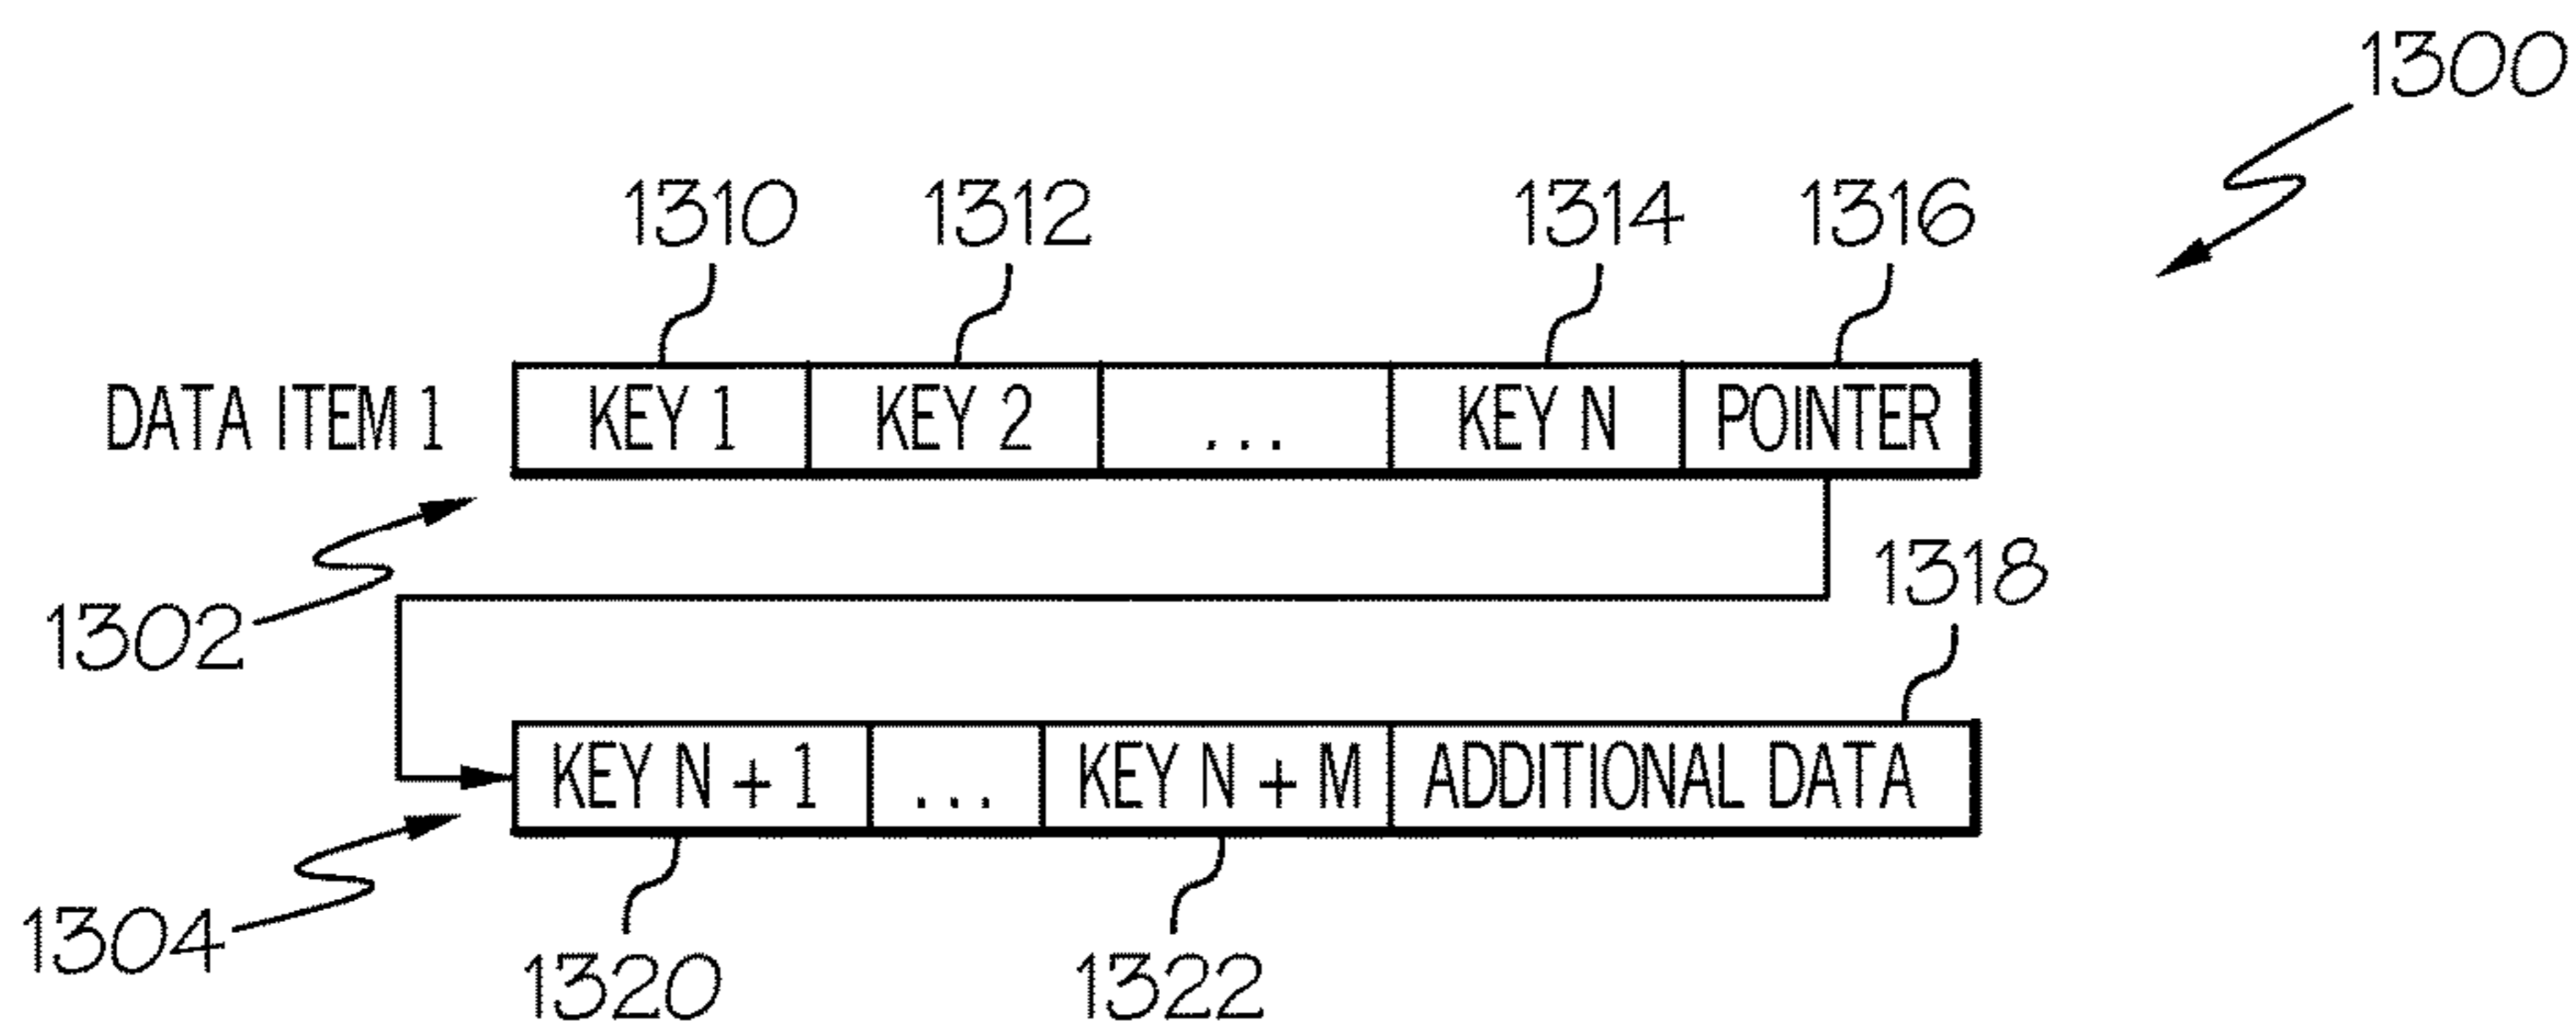 1300
1310 1312 1314 1316
DATA ITEM 1 KEY 1 KEY 2 ... KEY N POINTER
1318
1302
KEY N + 1 ... KEY N + M ADDITIONAL DATA
1304
1320 1322